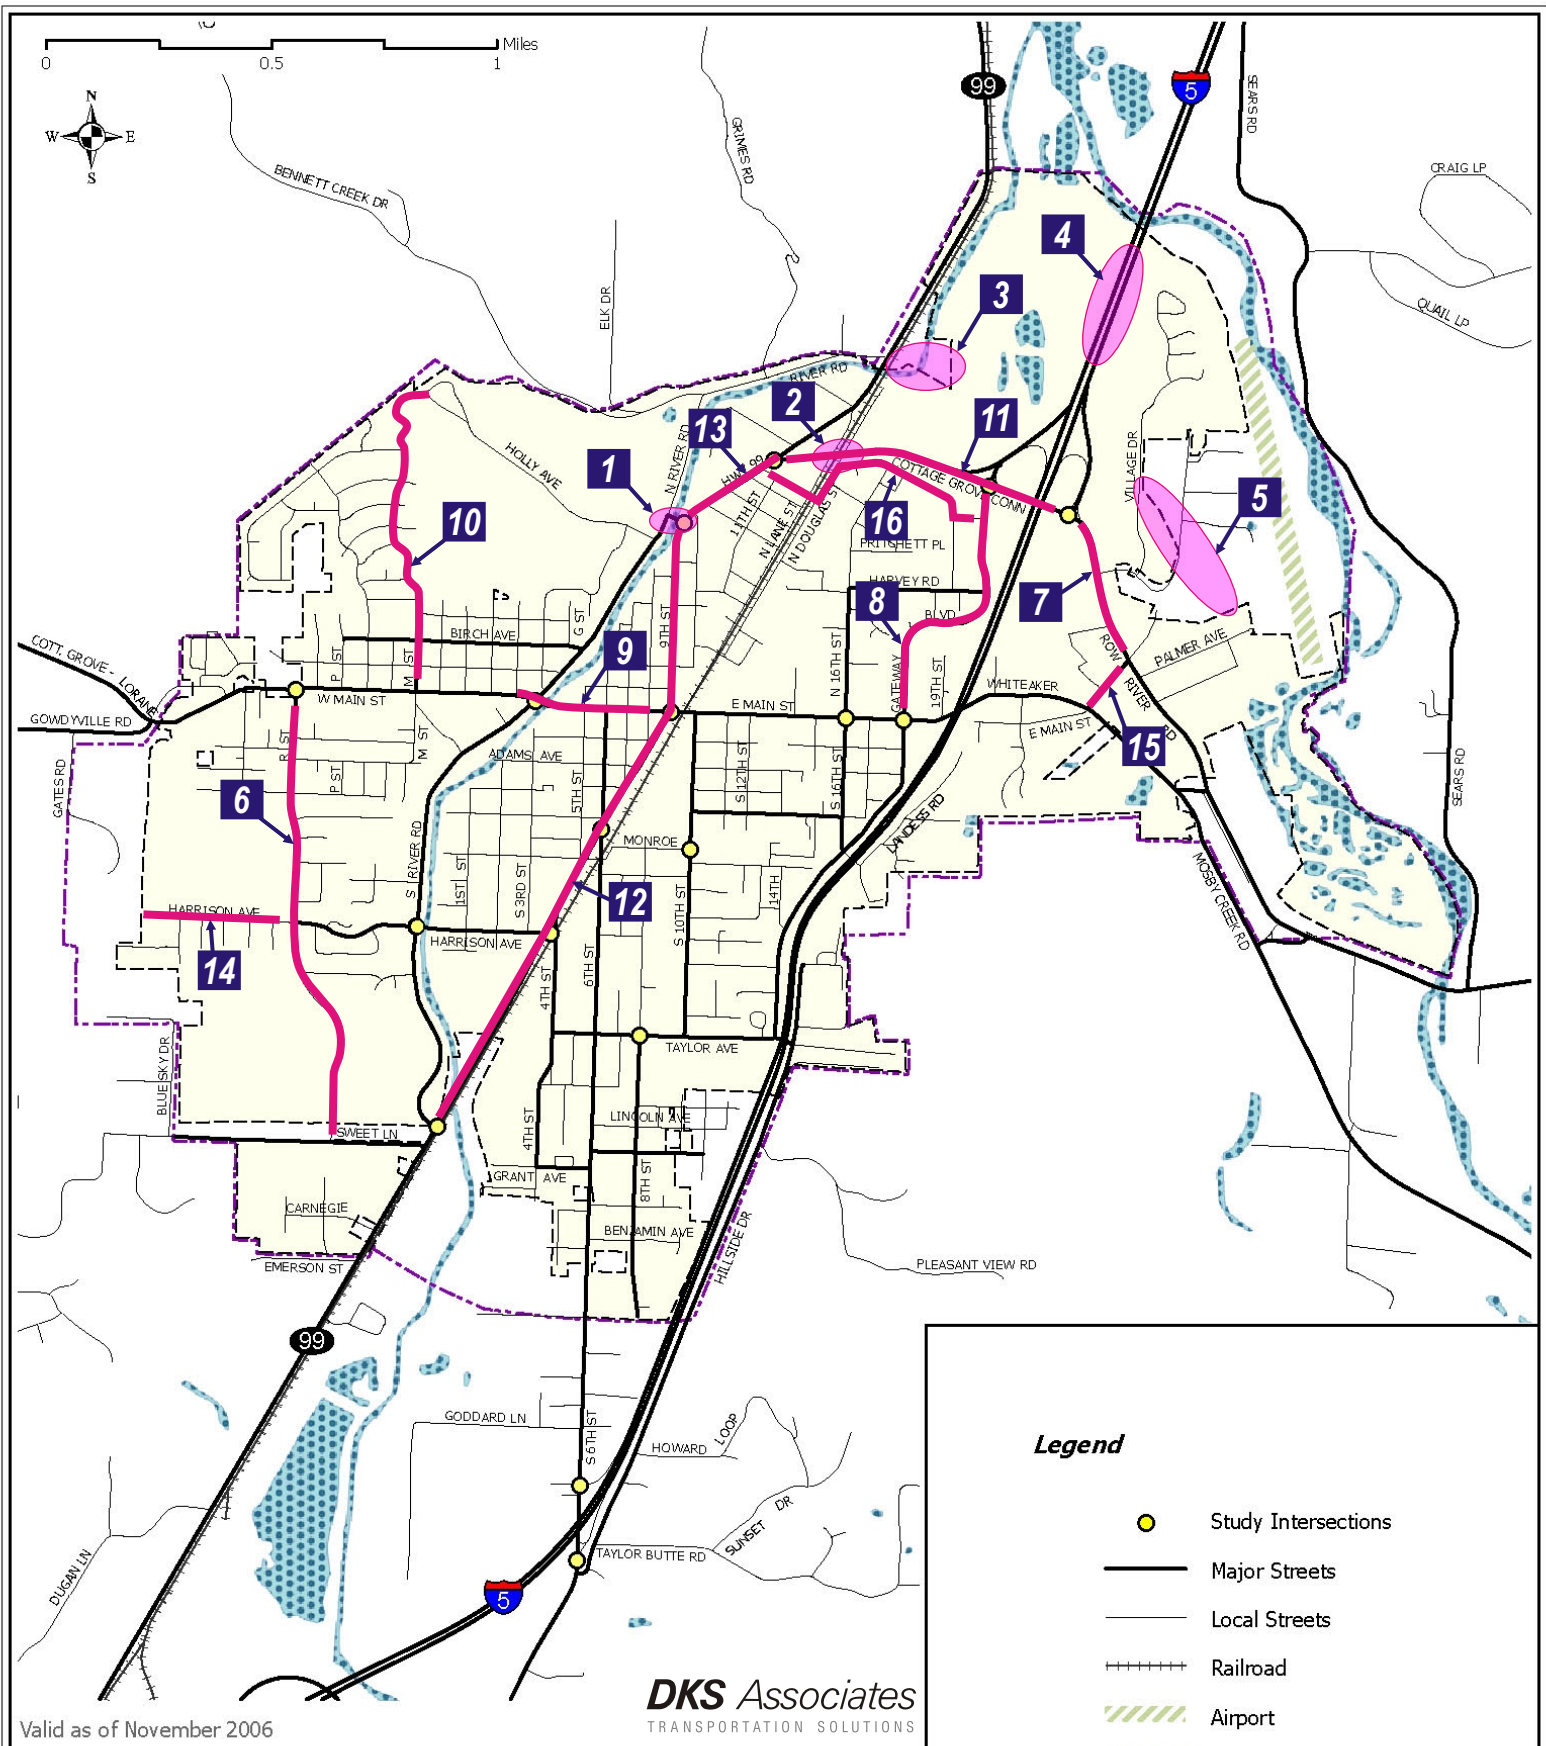 Miles
0
0.5
1
N
W
E
S
99
5
SEARS RD
GRIMES RD
BENNETT CREEK DR
CRAIG LP
QUAIL LP
ELK DR
4
3
RIVER RD
2
13
11
1
HWY 99
N RIVER RD
HOLLY AVE
COTTAGE GROVE CONN
VILLAGE DR
5
10
11TH ST
N LANE ST
N DOUGLAS ST
16
PRITCHETT PL
HARVEY RD
8
BLVD
7
9TH ST
G ST
BIRCH AVE
9
P ST
M ST
COTT. GROVE - LORANE
GOWDYVILLE RD
W MAIN ST
E MAIN ST
N 16TH ST
GATEWAY
19TH ST
WHITEAKER
ROW RIVER RD
PALMER AVE
E MAIN ST
15
R ST
P ST
M ST
ADAMS AVE
5TH ST
S 12TH ST
S 16TH ST
GATES RD
6
SEARS RD
LANDESS RD
MONROE
S RIVER RD
1ST ST
S 3RD ST
12
14TH
MOSBY CREEK RD
HARRISON AVE
HARRISON AVE
14
S 10TH ST
4TH ST
6TH ST
TAYLOR AVE
BLUE SKY DR
SWEET LN
4TH ST
LINCOLN AVE
GRANT AVE
8TH ST
CARNEGIE
BENJAMIN AVE
EMERSON ST
HILLSIDE DR
PLEASANT VIEW RD
99
GODDARD LN
S 6TH ST
HOWARD LOOP
SUNSET DR
TAYLOR BUTTE RD
DUGAN LN
5
Legend
Study Intersections
Major Streets
Local Streets
Railroad
Airport
DKS Associates
TRANSPORTATION SOLUTIONS
Valid as of November 2006